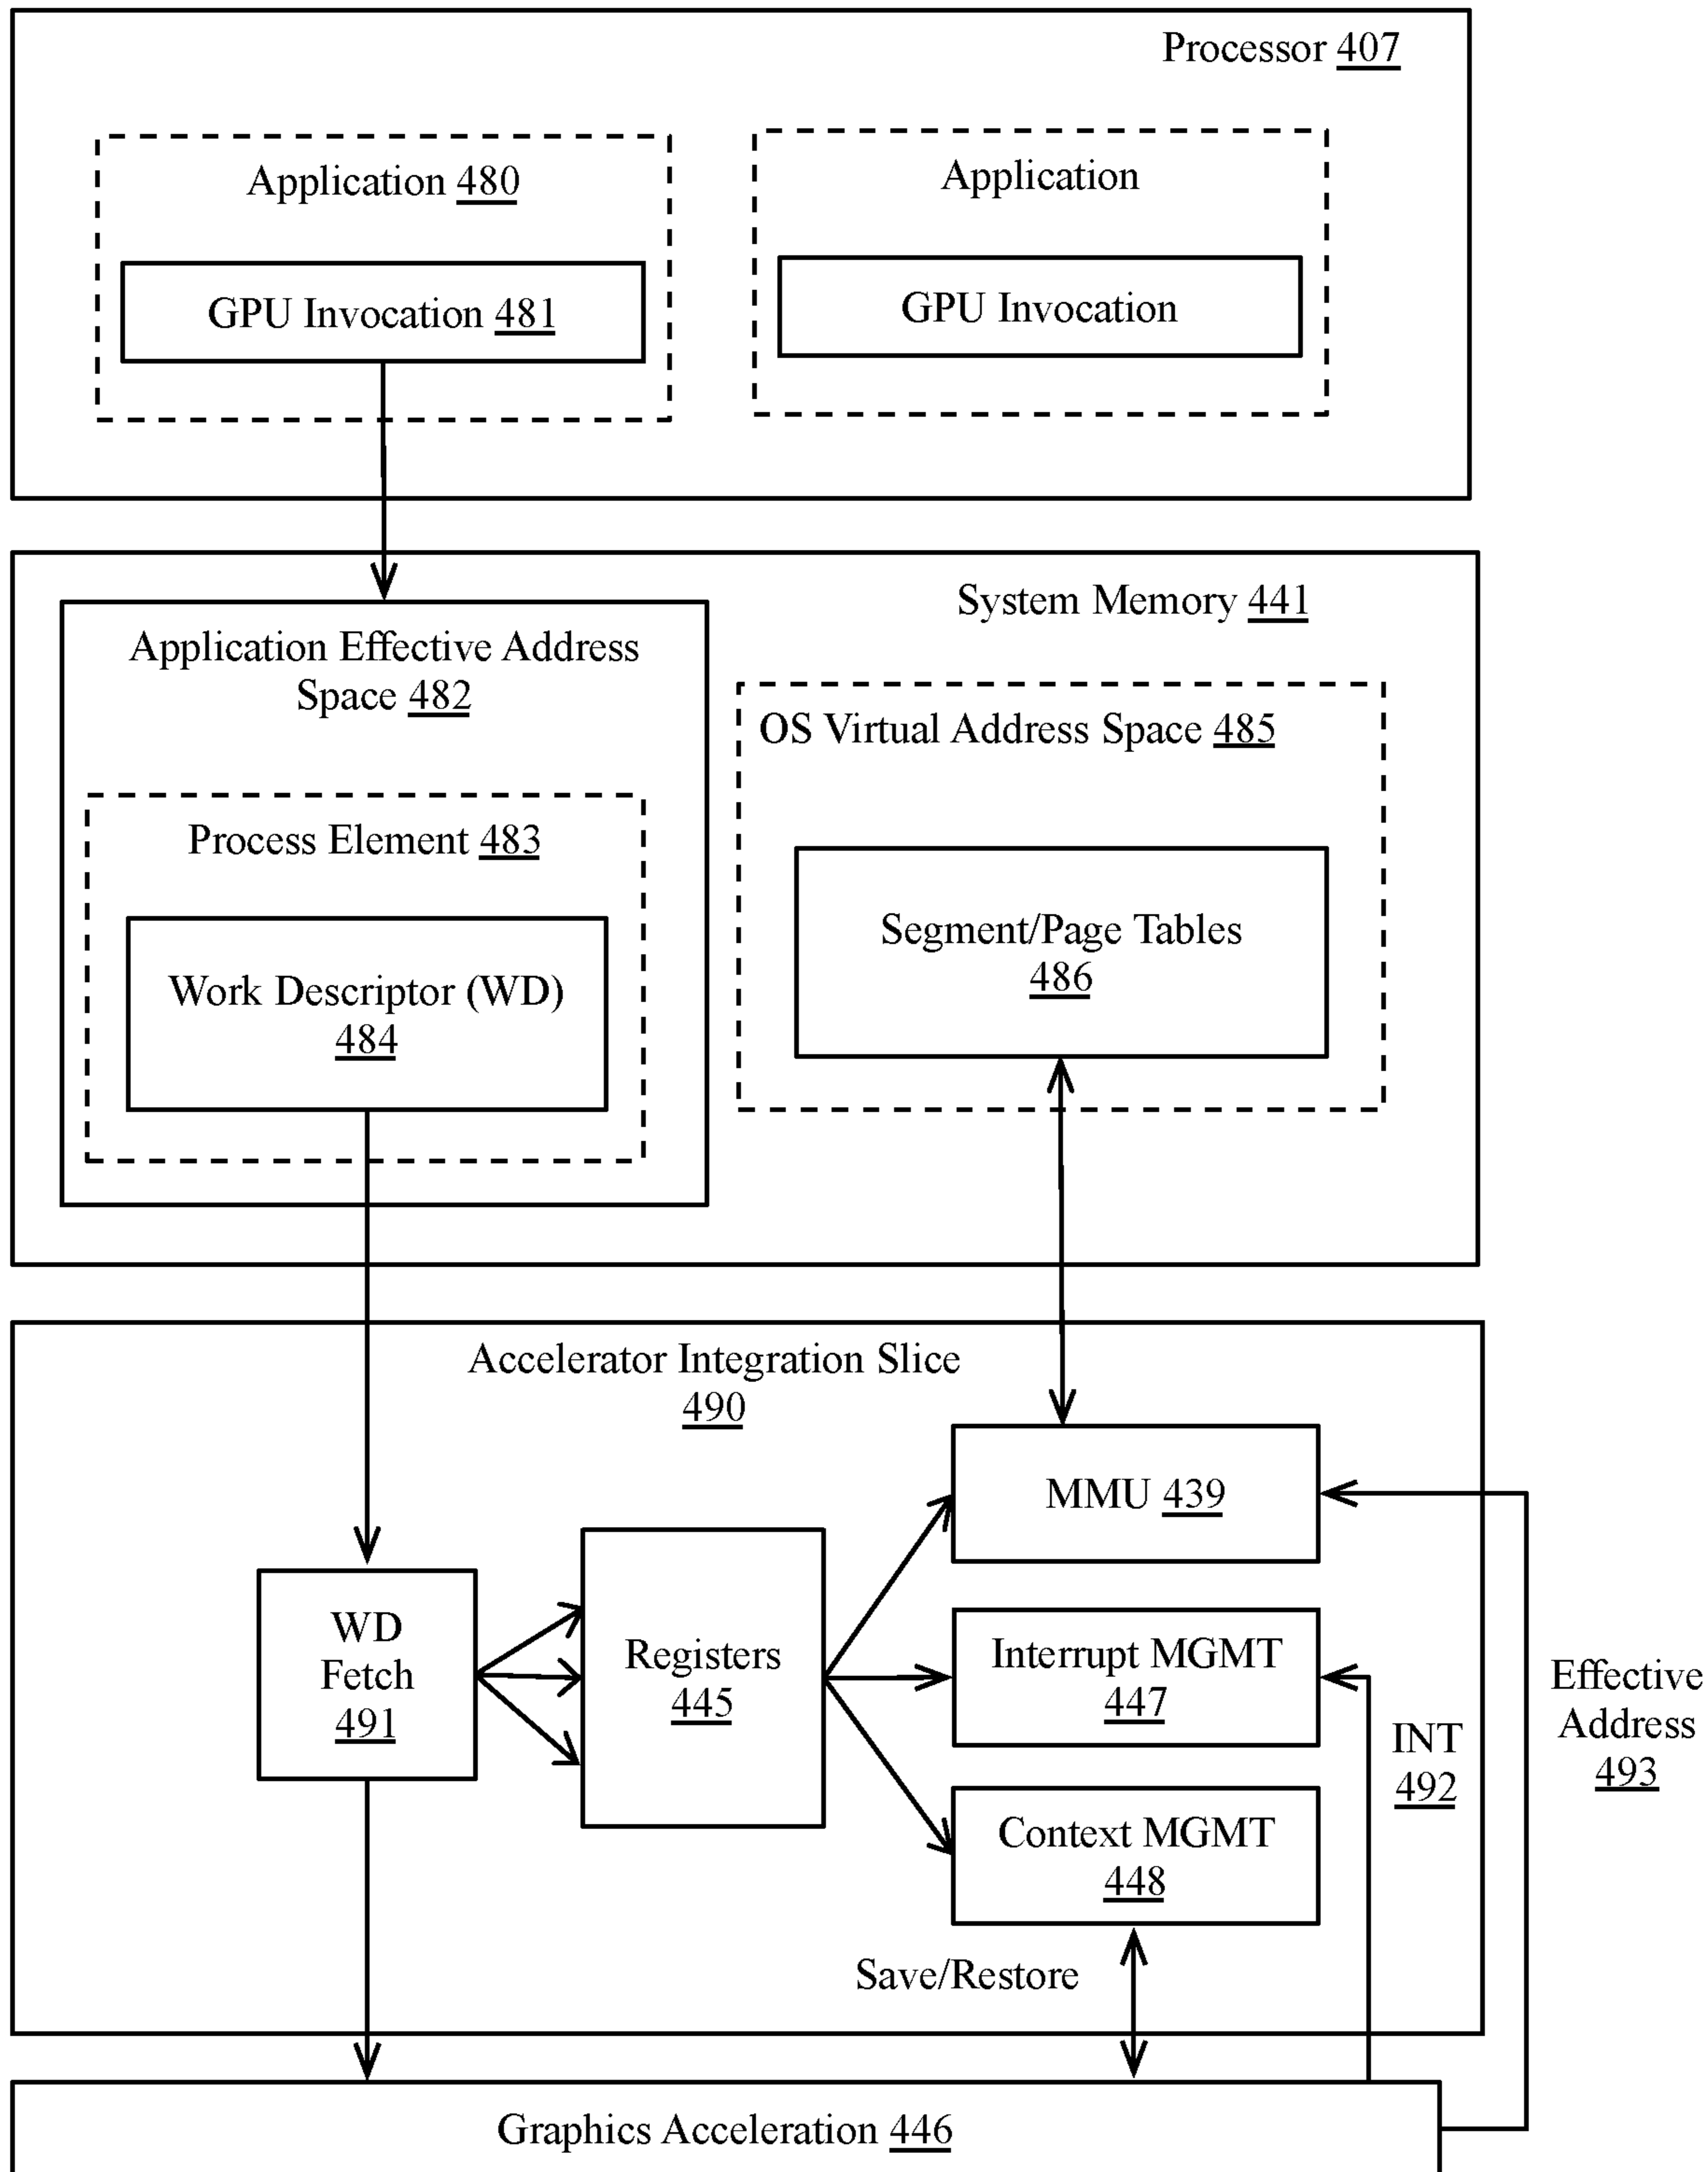 Processor 407
Application 480
GPU Invocation 481
Application
GPU Invocation
System Memory 441
Application Effective Address
Space 482
Process Element 483
Work Descriptor (WD)
484
OS Virtual Address Space 485
Segment/Page Tables
486
Accelerator Integration Slice
490
WD
Fetch
491
Registers
445
MMU 439
Interrupt MGMT
447
Context MGMT
448
Save/Restore
INT
492
Effective
Address
493
Graphics Acceleration 446